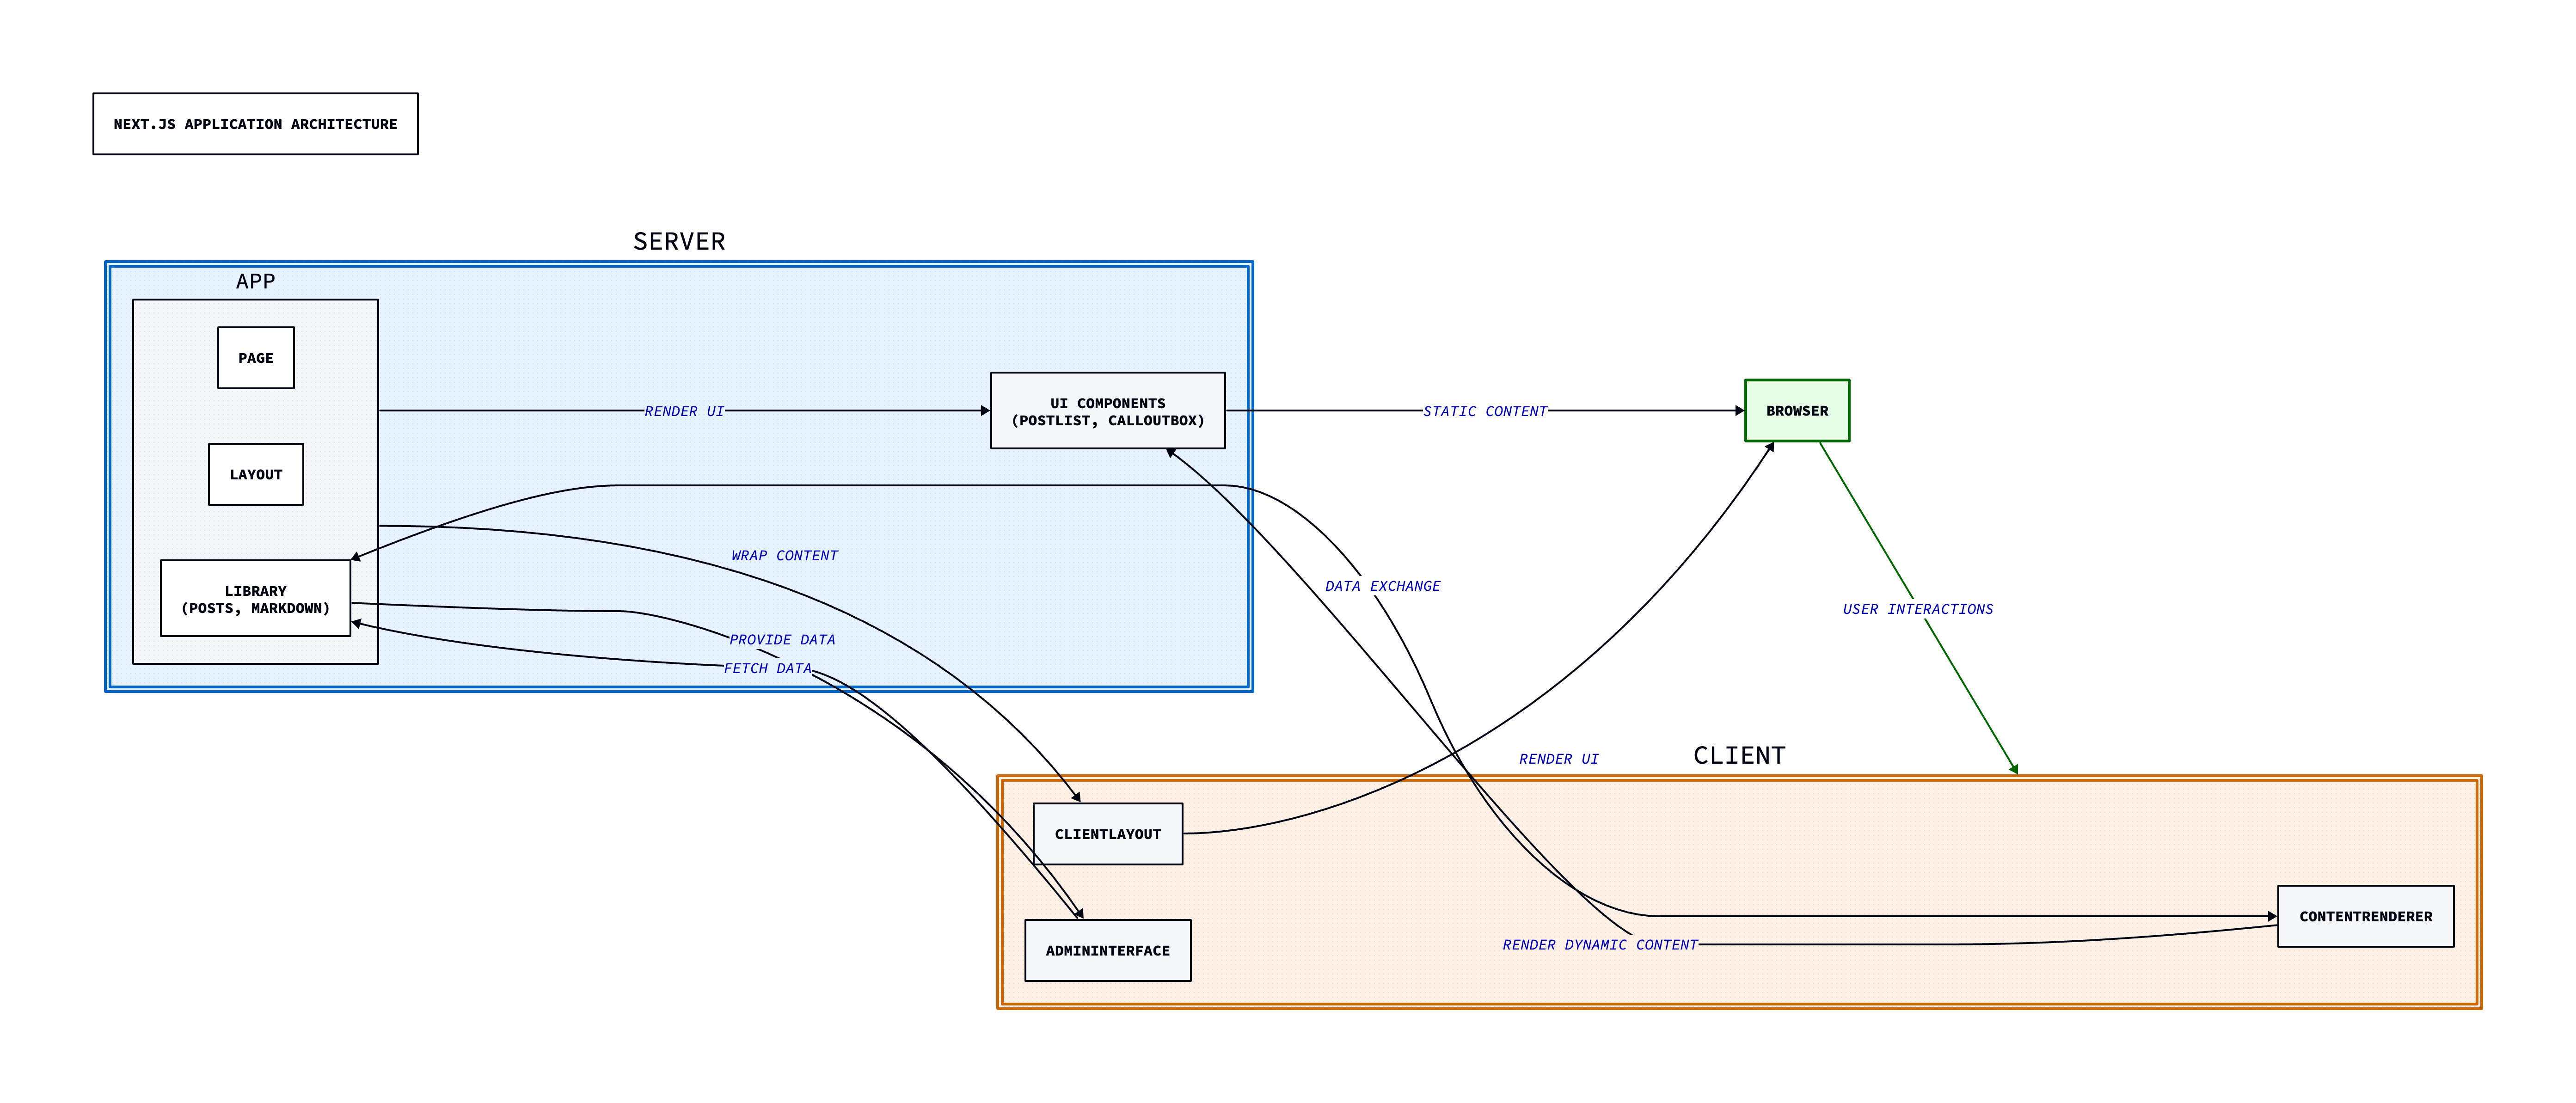 NEXT.JS APPLICATION ARCHITECTURE
SERVER
APP
PAGE
RENDER UI
UI COMPONENTS
(POSTLIST, CALLOUTBOX)
STATIC CONTENT
BROWSER
LAYOUT
WRAP CONTENT
LIBRARY
(POSTS, MARKDOWN)
DATA EXCHANGE
USER INTERACTIONS
PROVIDE DATA
FETCH DATA
RENDER UI
CLIENT
CLIENTLAYOUT
CONTENTRENDERER
RENDER DYNAMIC CONTENT
ADMININTERFACE